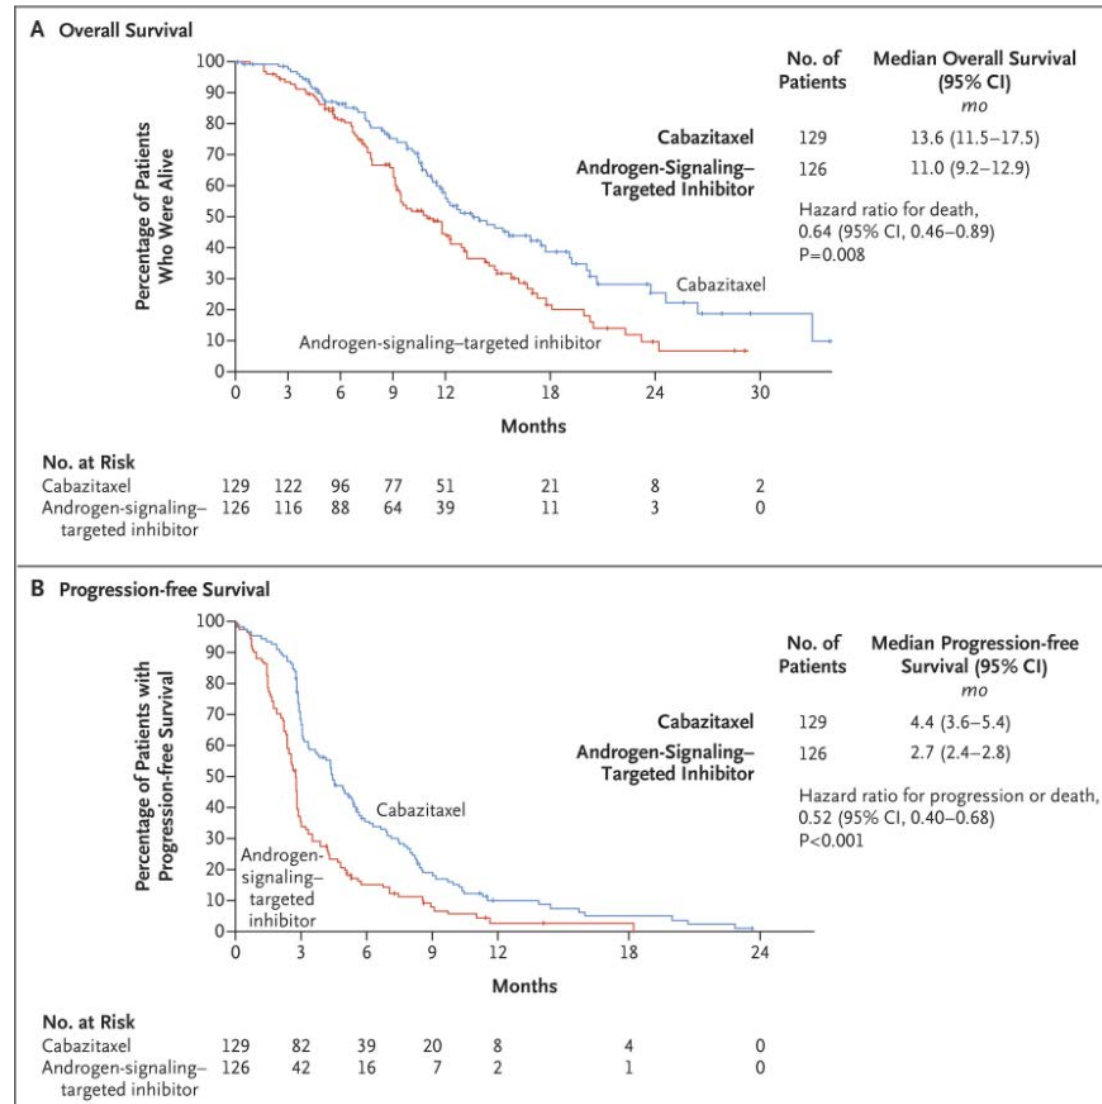 A Overall Survival
100
90
80
70
60
50
40
30
20
10
0
Percentage of Patients
Who Were Alive
No. of
Patients
Median Overall Survival
(95% CI)
mo
Cabazitaxel 129 13.6 (11.5–17.5)
Androgen-Signaling–
Targeted Inhibitor
126 11.0 (9.2–12.9)
Hazard ratio for death,
0.64 (95% CI, 0.46–0.89)
P=0.008
Cabazitaxel
Androgen-signaling–targeted inhibitor
0 3 6 9 12 18 24 30
Months
No. at Risk
Cabazitaxel 129 122 96 77 51 21 8 2
Androgen-signaling– 126 116 88 64 39 11 3 0
targeted inhibitor
B Progression-free Survival
100
90
80
70
60
50
40
30
20
10
0
Percentage of Patients with
Progression-free Survival
No. of
Patients
Median Progression-free
Survival (95% CI)
mo
Cabazitaxel 129 4.4 (3.6–5.4)
Androgen-Signaling–
Targeted Inhibitor
126 2.7 (2.4–2.8)
Hazard ratio for progression or death,
0.52 (95% CI, 0.40–0.68)
P<0.001
Cabazitaxel
Androgen-
signaling–
targeted
inhibitor
0 3 6 9 12 18 24
Months
No. at Risk
Cabazitaxel 129 82 39 20 8 4 0
Androgen-signaling– 126 42 16 7 2 1 0
targeted inhibitor